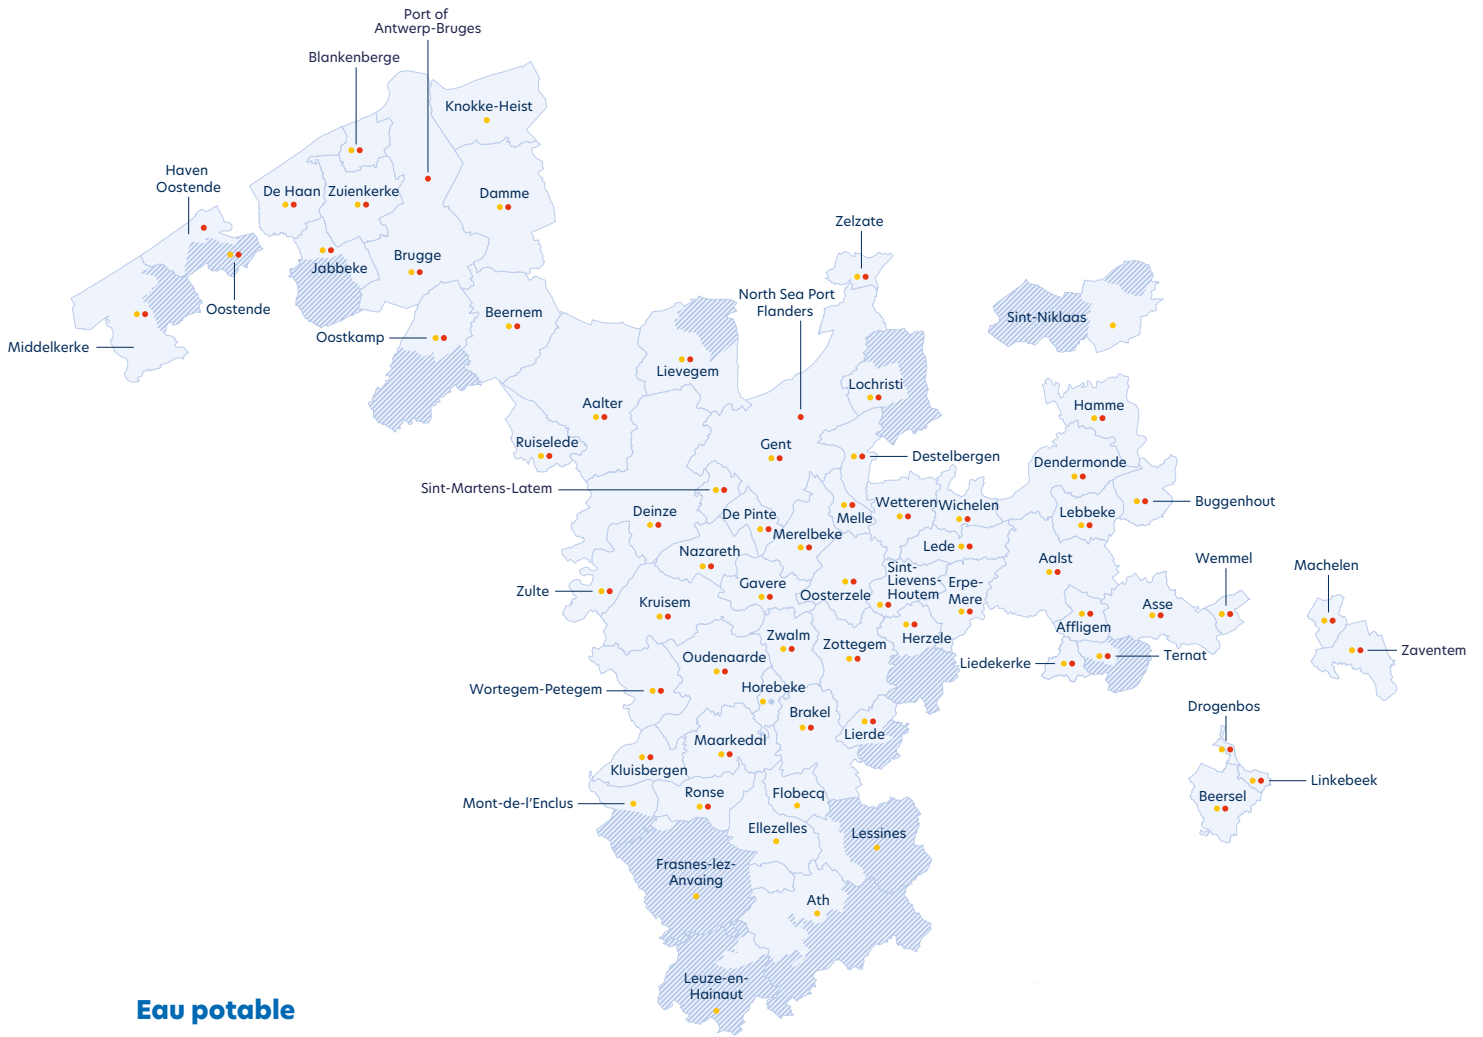 Port of
Antwerp-Bruges
Blankenberge
Knokke-Heist
Haven
Oostende
De Haan
Zuienkerke
Damme
Zelzate
Brugge
Jabbeke
North Sea Port
Flanders
Oostende
Beernem
Sint-Niklaas
Oostkamp
Middelkerke
Lievegem
Lochristi
Aalter
Hamme
Ruiselede
Gent
Destelbergen
Dendermonde
Sint-Martens-Latem
Buggenhout
Wetteren
Wichelen
Deinze
De Pinte
Melle
Lebbeke
Merelbeke
Lede
Nazareth
Aalst
Wemmel
Machelen
Sint-
Lievens-
Houtem
Zulte
Gavere
Oosterzele
Erpe-
Mere
Kruisem
Asse
Affligem
Zwalm
Zottegem
Herzele
Oudenaarde
Liedekerke
Ternat
Zaventem
Wortegem-Petegem
Horebeke
Brakel
Drogenbos
Maarkedal
Lierde
Kluisbergen
Linkebeek
Mont-de-l'Enclus
Ronse
Flobecq
Beersel
Ellezelles
Lessines
Frasnes-lez-
Anvaing
Ath
Leuze-en-
Hainaut
Eau potable